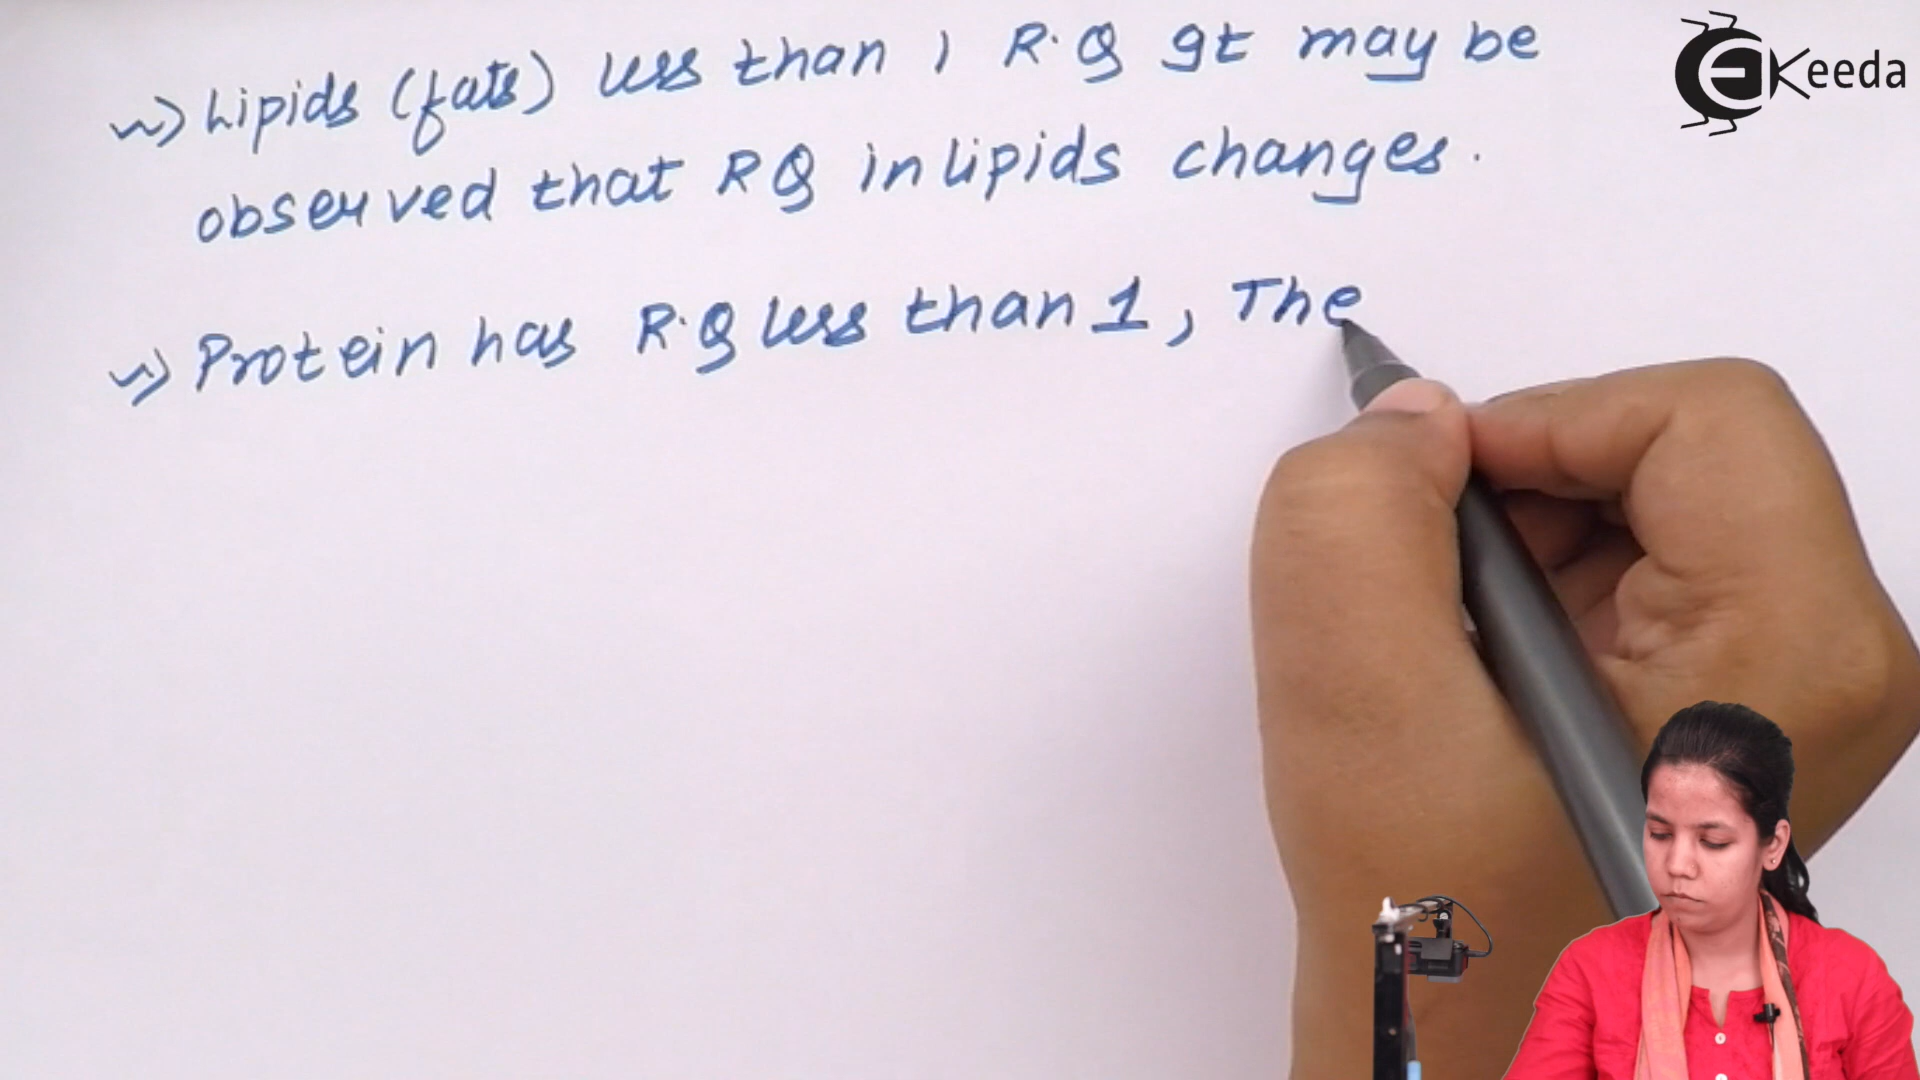 Lipids (fats) less than 1 R.Q It may be
observed that RQ in lipids changes.
Protein has R.Q less than 1, The
EKeeda